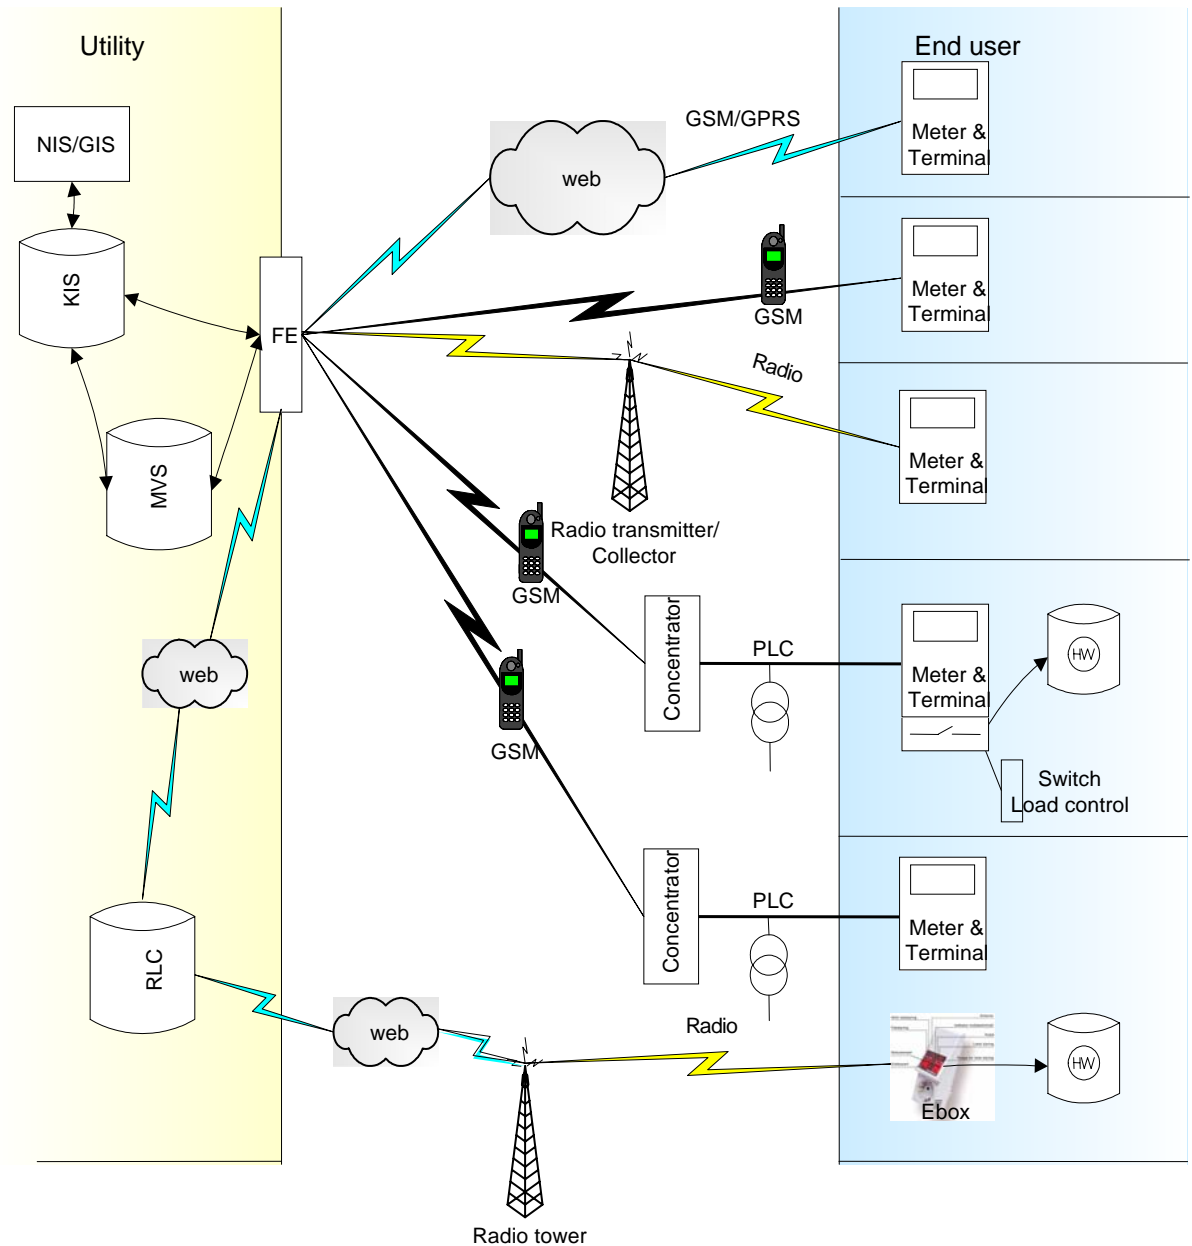 Utility
End user
NIS/GIS
GSM/GPRS
Meter &
Terminal
web
KIS
Meter &
Terminal
GSM
FE
Radio
Meter &
Terminal
MVS
Radio transmitter/
Collector
GSM
Concentrator
PLC
HW
Meter &
Terminal
web
GSM
Switch
Load control
Concentrator
PLC
Meter &
Terminal
RLC
web
Radio
HW
Ebox
Radio tower